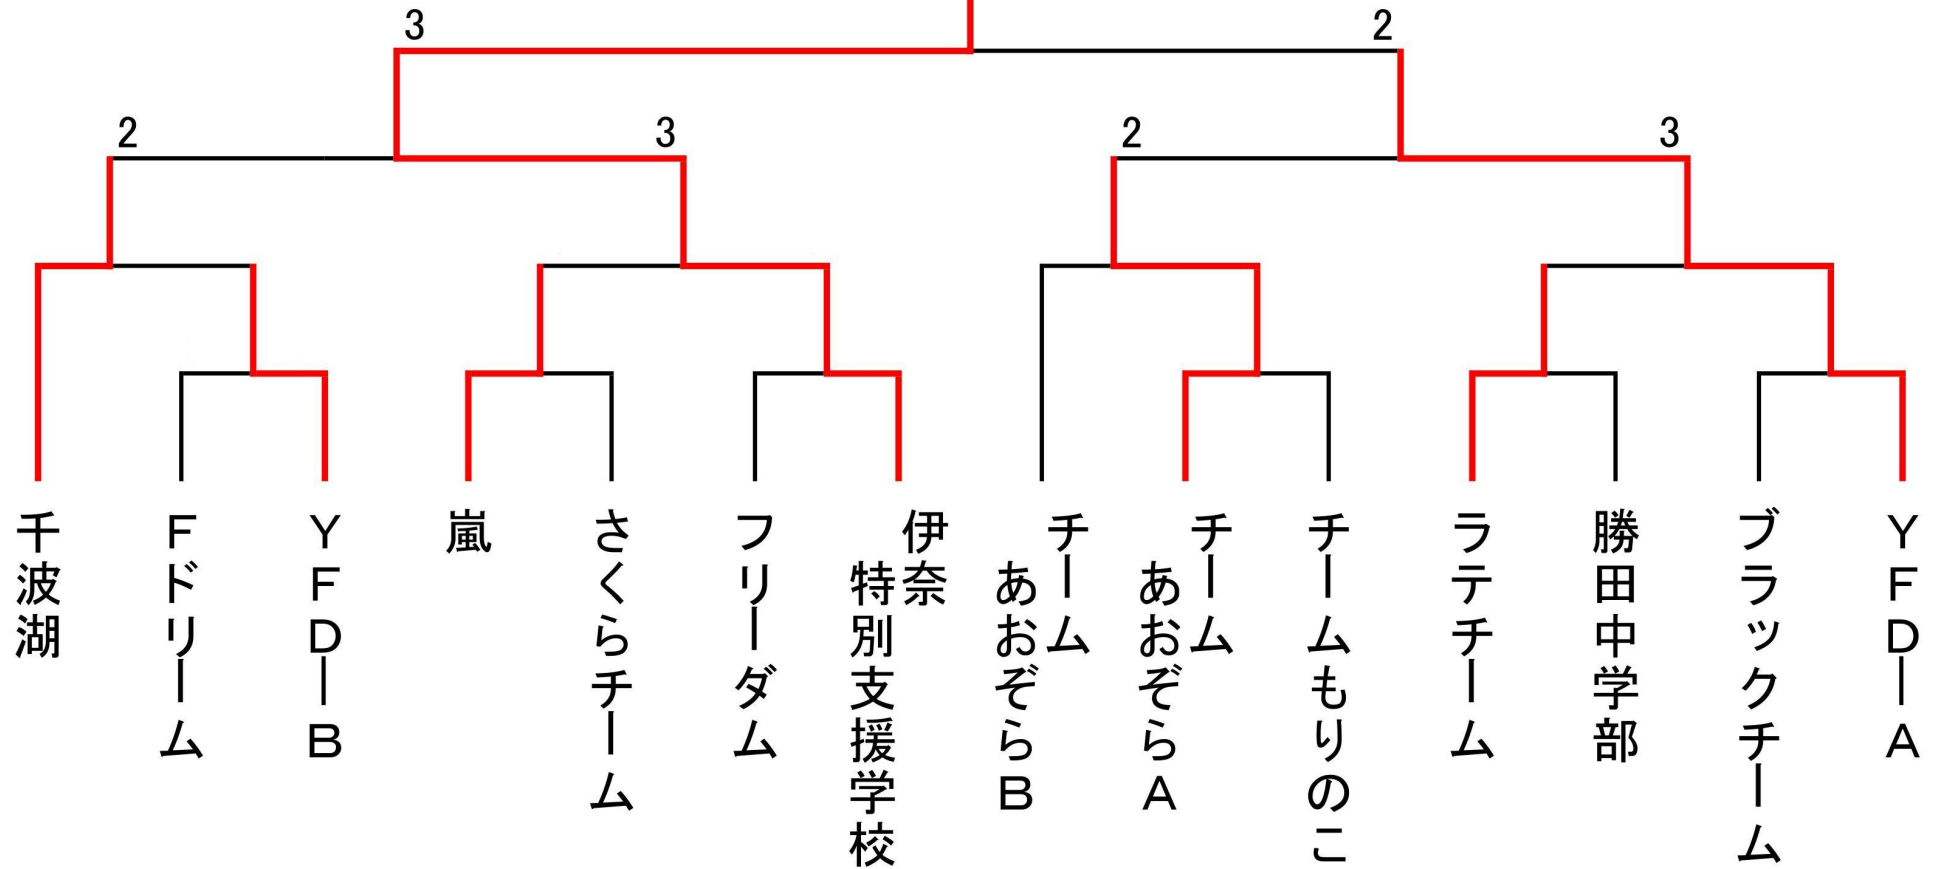 3
2
2
3
2
3
千波湖
Fドリーム
YFD―B
嵐
さくらチーム
フリーダム
伊奈
特別支援学校
チーム
あおぞらB
チーム
あおぞらA
チームもりのこ
ラテチーム
勝田中学部
ブラックチーム
YFD―A